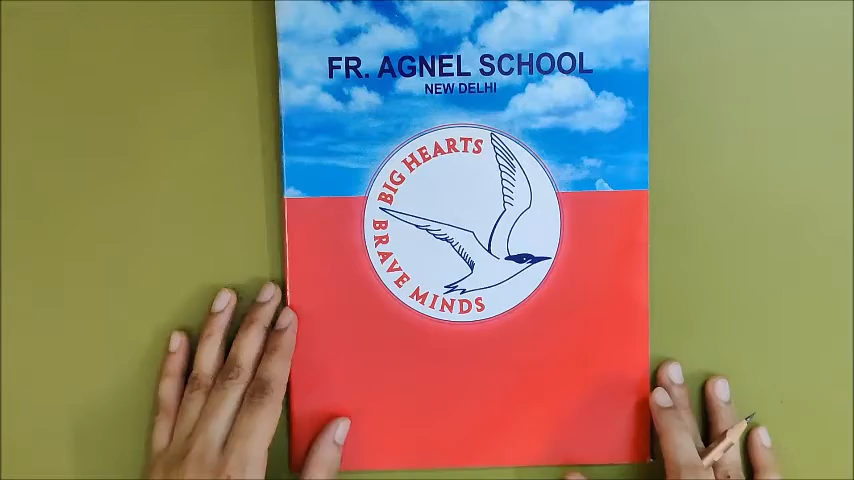 FR. AGNEL SCHOOL
NEW DELHI
BIG HEARTS
BRAVE MINDS